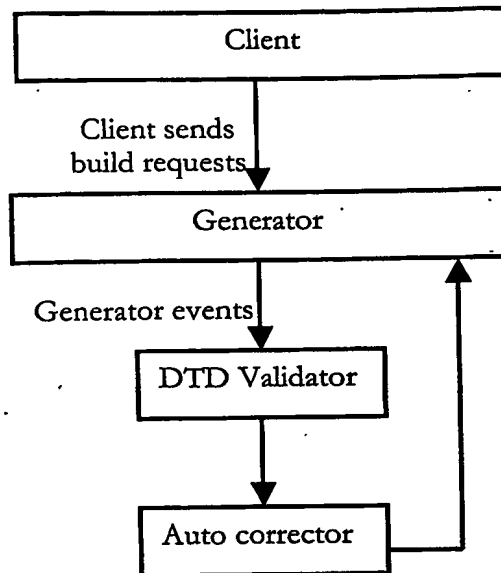 Client
Client sends
build requests
Generator
Generator events
DTD Validator
Auto corrector